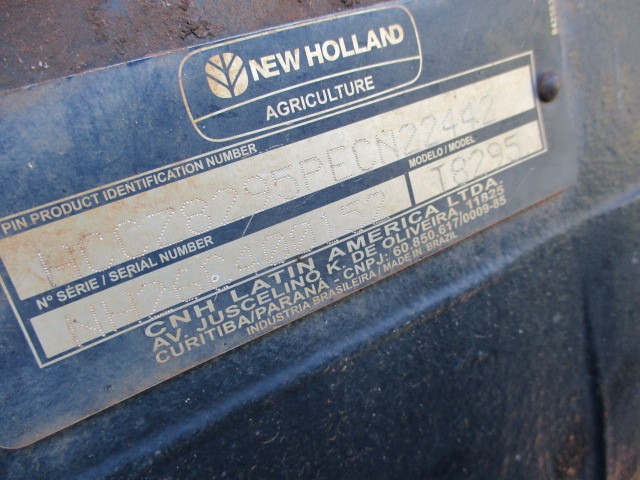 NEW HOLLAND
AGRICULTURE
PIN PRODUCT IDENTIFICATION NUMBER
HCCZ8295PECN22442
Nº SÉRIE / SERIAL NUMBER
MODELO / MODEL
T8295
CNH LATIN AMERICA LTDA.
AV. JUSCELINO K. DE OLIVEIRA, 11825
CURITIBA/PARANÁ - CNPJ: 60.850.617/0009-85
INDÚSTRIA BRASILEIRA / MADE IN BRAZIL